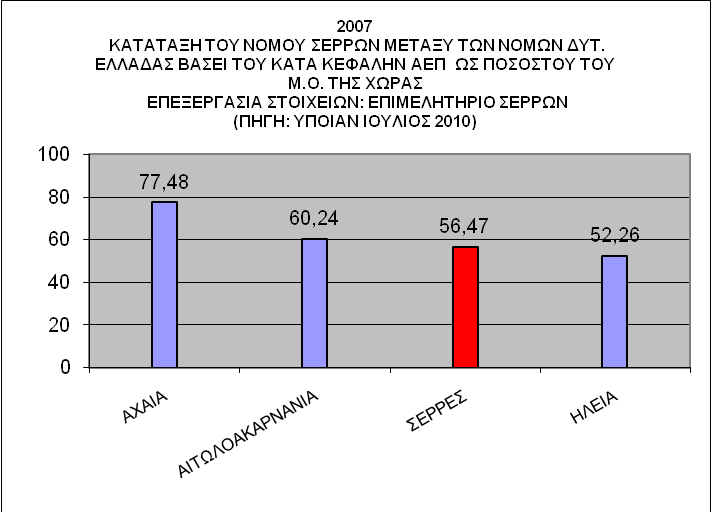 2007
ΚΑΤΑΤΑΞΗ ΤΟΥ ΝΟΜΟΥ ΣΕΡΡΩΝ ΜΕΤΑΞΥ ΤΩΝ ΝΟΜΩΝ ΔΥΤ.
ΕΛΛΑΔΑΣ ΒΑΣΕΙ ΤΟΥ ΚΑΤΑ ΚΕΦΑΛΗΝ ΑΕΠ ΩΣ ΠΟΣΟΣΤΟΥ ΤΟΥ
Μ.Ο. ΤΗΣ ΧΩΡΑΣ
ΕΠΕΞΕΡΓΑΣΙΑ ΣΤΟΙΧΕΙΩΝ: ΕΠΙΜΕΛΗΤΗΡΙΟ ΣΕΡΡΩΝ
(ΠΗΓΗ: ΥΠΟΙΑΝ ΙΟΥΛΙΟΣ 2010)
100
80
60
40
20
0
77,48
60,24
56,47
52,26
ΑΧΑΙΑ
ΑΙΤΩΛΟΑΚΑΡΝΑΝΙΑ
ΣΕΡΡΕΣ
ΗΛΕΙΑ